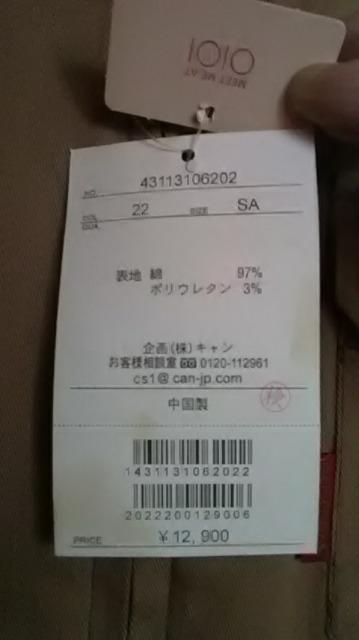 MEET ME AT
OIOI
NO. 43113106202
COL. 22 SIZE SA
QUA.
表地 綿 97%
ポリウレタン 3%
企画(株)キャン
お客様相談室 0120-112961
cs1@can-jp.com
中国製
検
1431131062022
2022200129006
PRICE ¥12,900